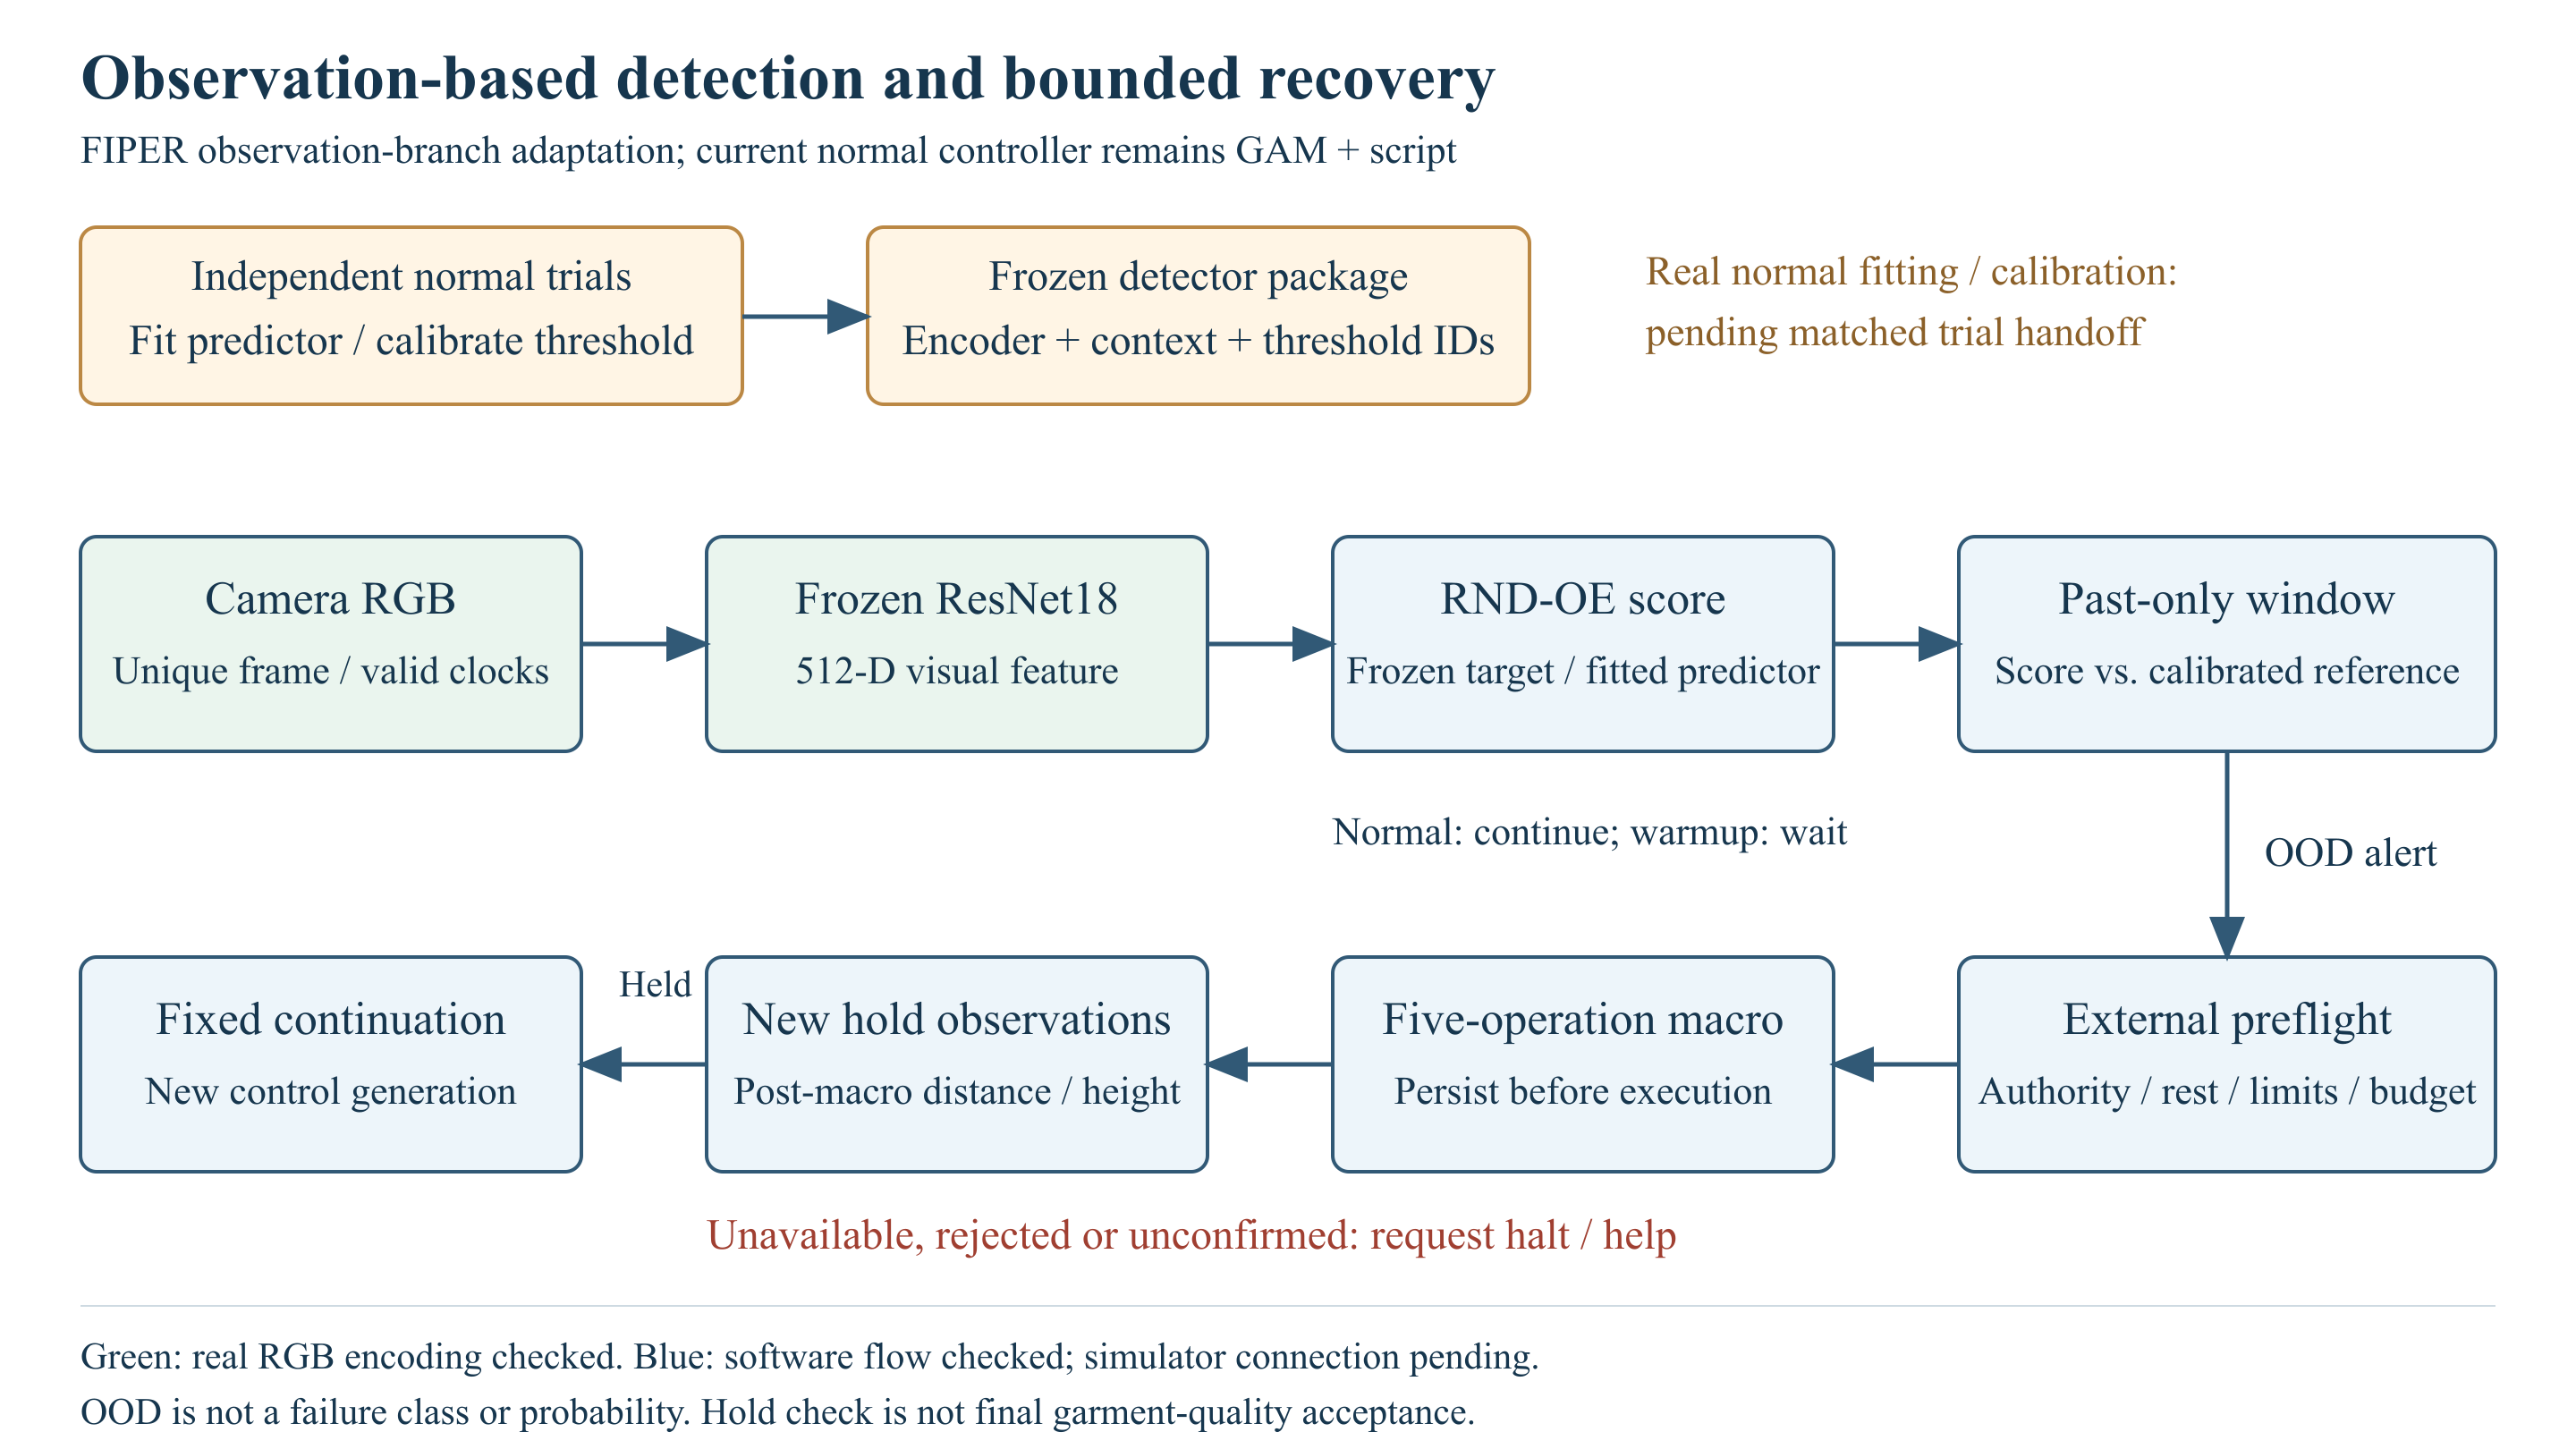 Observation-based detection and bounded recovery
FIPER observation-branch adaptation; current normal controller remains GAM + script
Independent normal trials
Fit predictor / calibrate threshold
Frozen detector package
Encoder + context + threshold IDs
Real normal fitting / calibration:
pending matched trial handoff
Camera RGB
Unique frame / valid clocks
Frozen ResNet18
512-D visual feature
RND-OE score
Frozen target / fitted predictor
Past-only window
Score vs. calibrated reference
Normal: continue; warmup: wait
OOD alert
Fixed continuation
New control generation
Held
New hold observations
Post-macro distance / height
Five-operation macro
Persist before execution
External preflight
Authority / rest / limits / budget
Unavailable, rejected or unconfirmed: request halt / help
Green: real RGB encoding checked. Blue: software flow checked; simulator connection pending.
OOD is not a failure class or probability. Hold check is not final garment-quality acceptance.